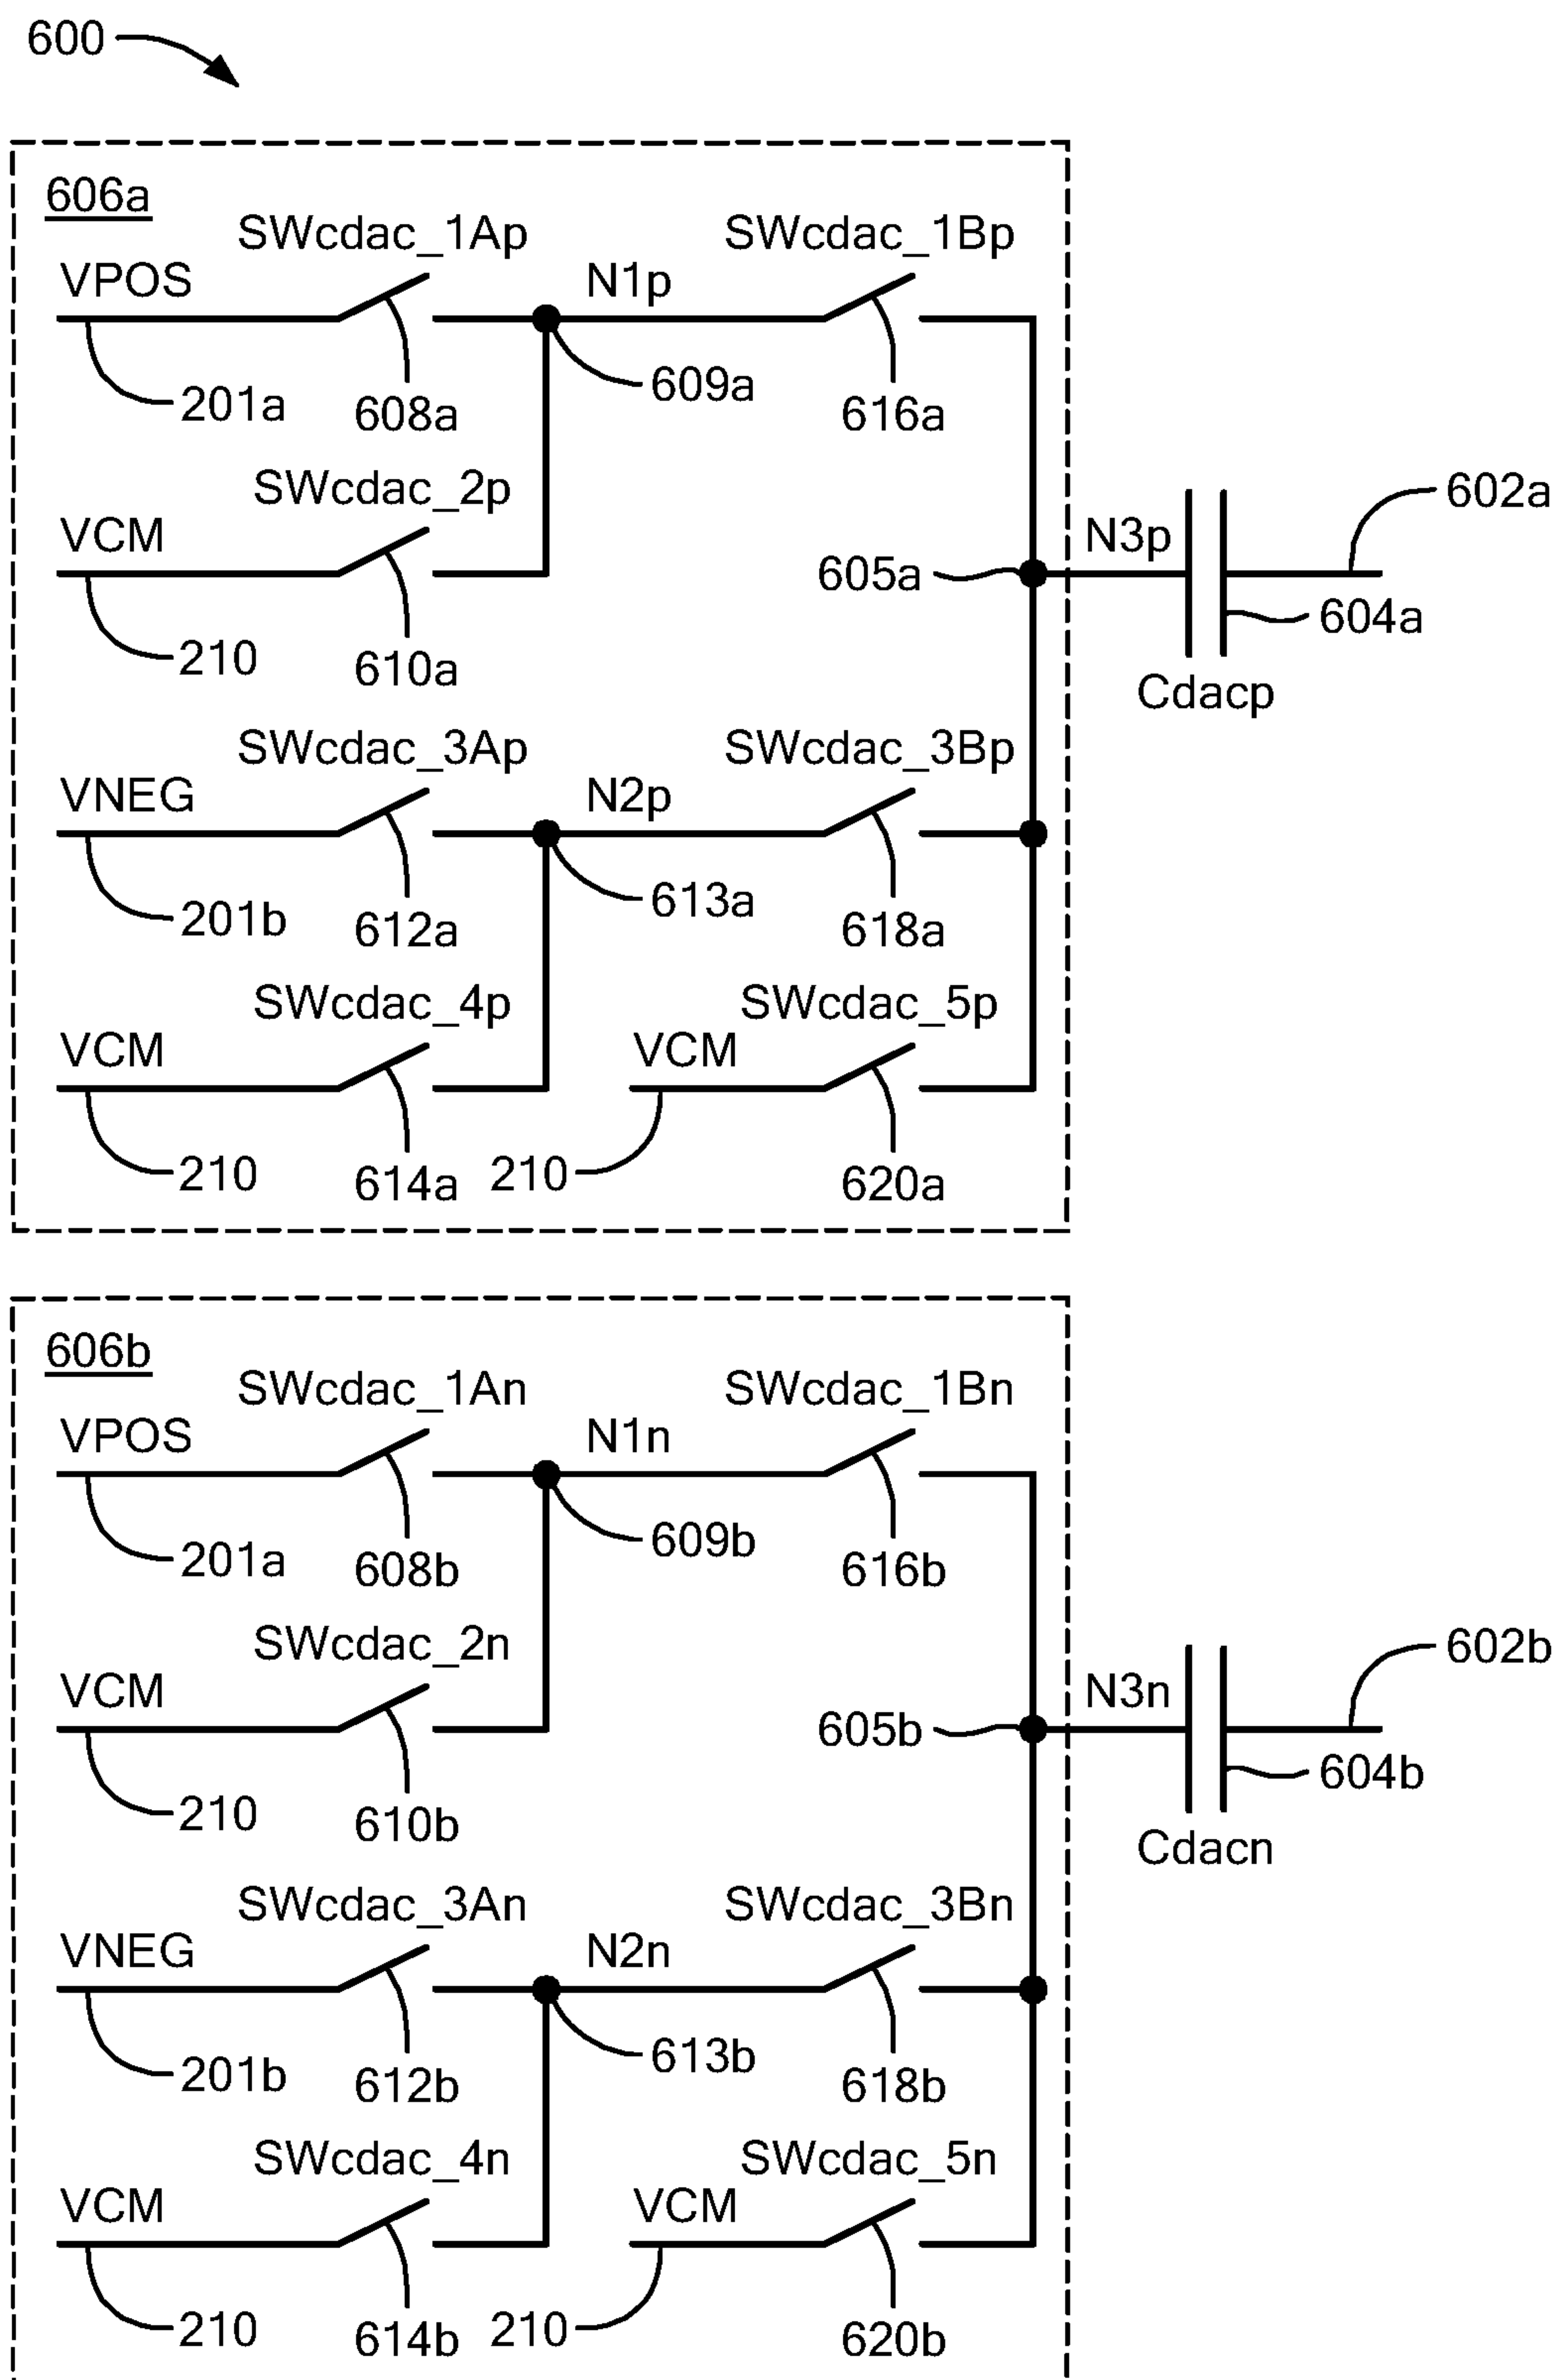 600
606a
SWcdac_1Ap
SWcdac_1Bp
VPOS
N1p
201a
608a
609a
616a
SWcdac_2p
VCM
210
610a
605a
N3p
602a
604a
Cdacp
SWcdac_3Ap
SWcdac_3Bp
VNEG
N2p
201b
612a
613a
618a
SWcdac_4p
SWcdac_5p
VCM
VCM
210
614a
210
620a
606b
SWcdac_1An
SWcdac_1Bn
VPOS
N1n
201a
608b
609b
616b
SWcdac_2n
VCM
210
610b
605b
N3n
602b
604b
Cdacn
SWcdac_3An
SWcdac_3Bn
VNEG
N2n
201b
612b
613b
618b
SWcdac_4n
SWcdac_5n
VCM
VCM
210
614b
210
620b